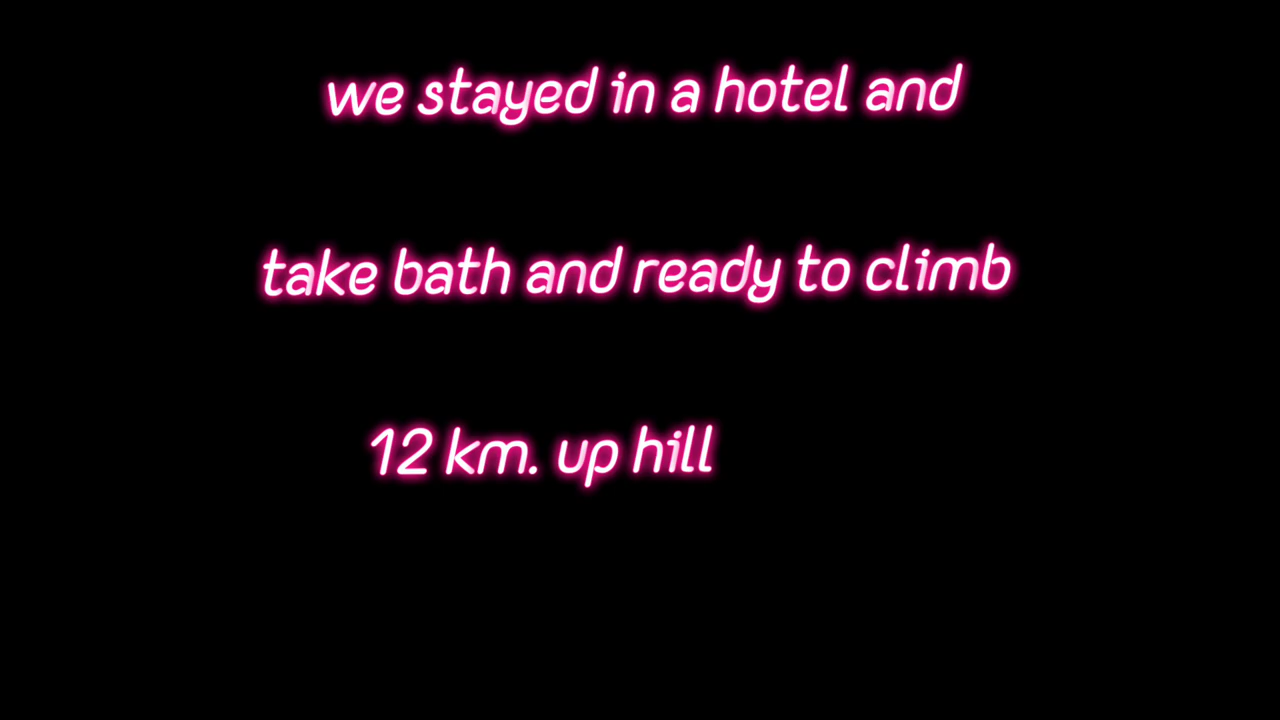 we stayed in a hotel and
take bath and ready to climb
12 km. up hill